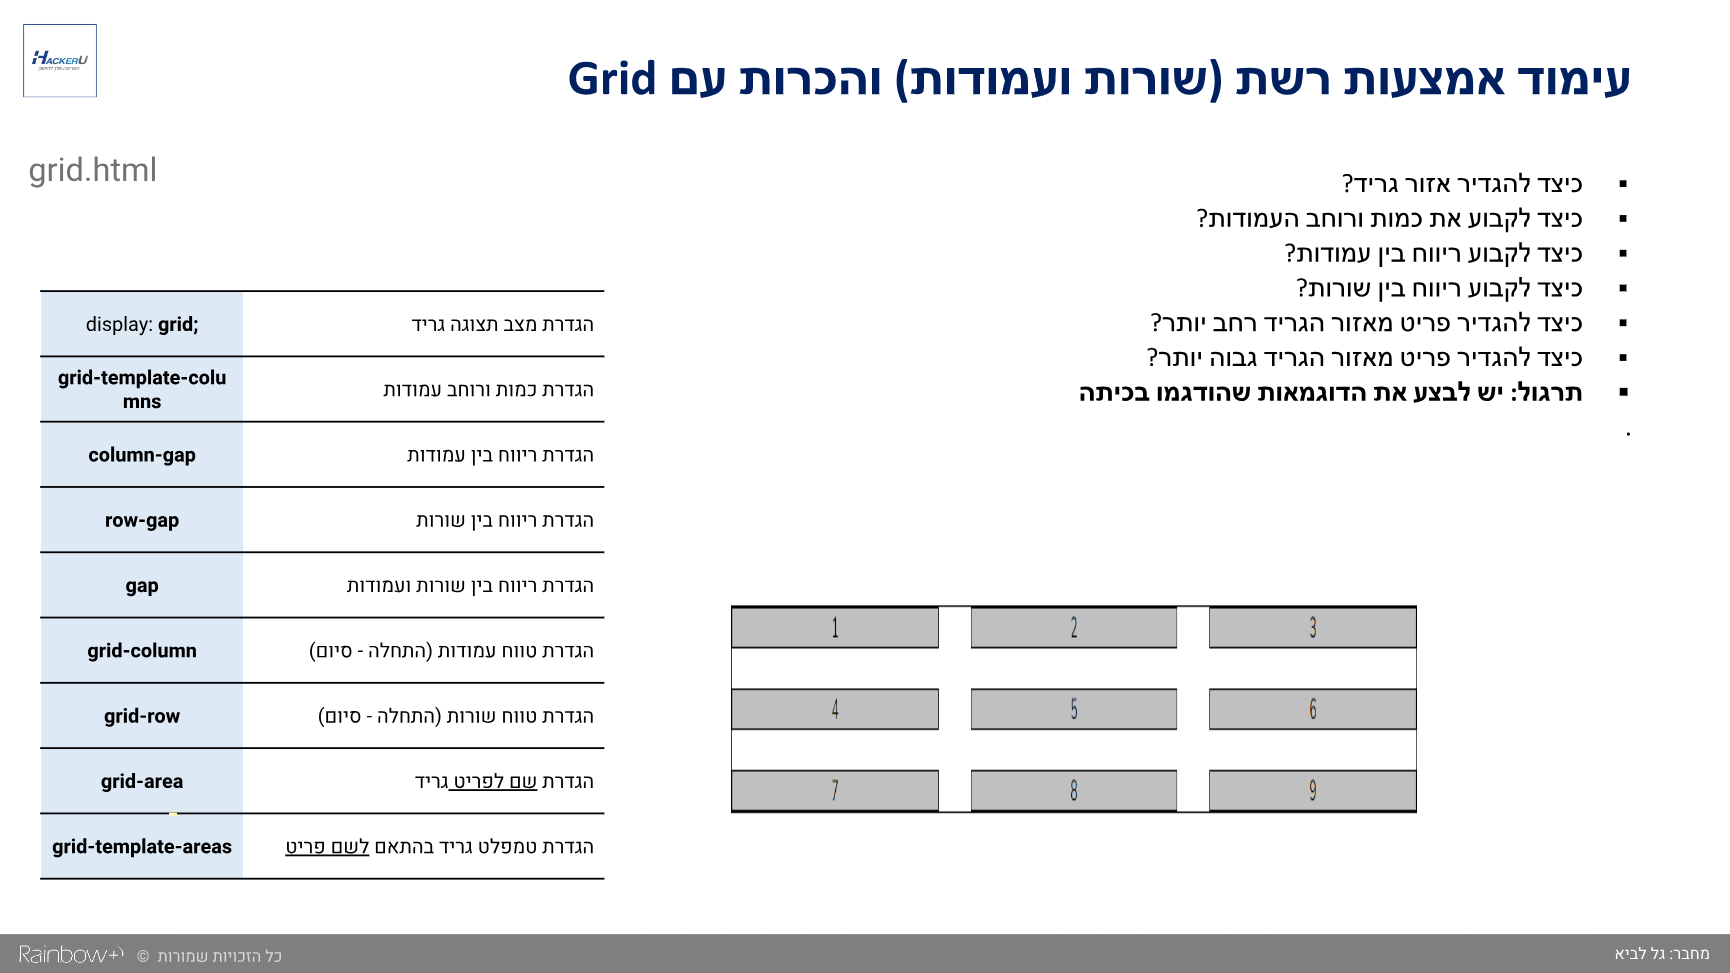 HACKERU
עימוד אמצעות רשת (שורות ועמודות) והכרות עם Grid
grid.html
▪ כיצד להגדיר אזור גריד?
▪ כיצד לקבוע את כמות ורוחב העמודות?
▪ כיצד לקבוע ריווח בין עמודות?
▪ כיצד לקבוע ריווח בין שורות?
▪ כיצד להגדיר פריט מאזור הגריד רחב יותר?
▪ כיצד להגדיר פריט מאזור הגריד גבוה יותר?
▪ תרגול: יש לבצע את הדוגמאות שהודגמו בכיתה
.
display: grid;
הגדרת מצב תצוגה גריד
grid-template-colu
mns
הגדרת כמות ורוחב עמודות
column-gap
הגדרת ריווח בין עמודות
row-gap
הגדרת ריווח בין שורות
gap
הגדרת ריווח בין שורות ועמודות
grid-column
הגדרת טווח עמודות (התחלה - סיום)
grid-row
הגדרת טווח שורות (התחלה - סיום)
grid-area
הגדרת שם לפריט גריד
grid-template-areas
הגדרת טמפלט גריד בהתאם לשם פריט
1 2 3
4 5 6
7 8 9
מחבר: גל לביא
כל הזכויות שמורות ©
Rainbow+